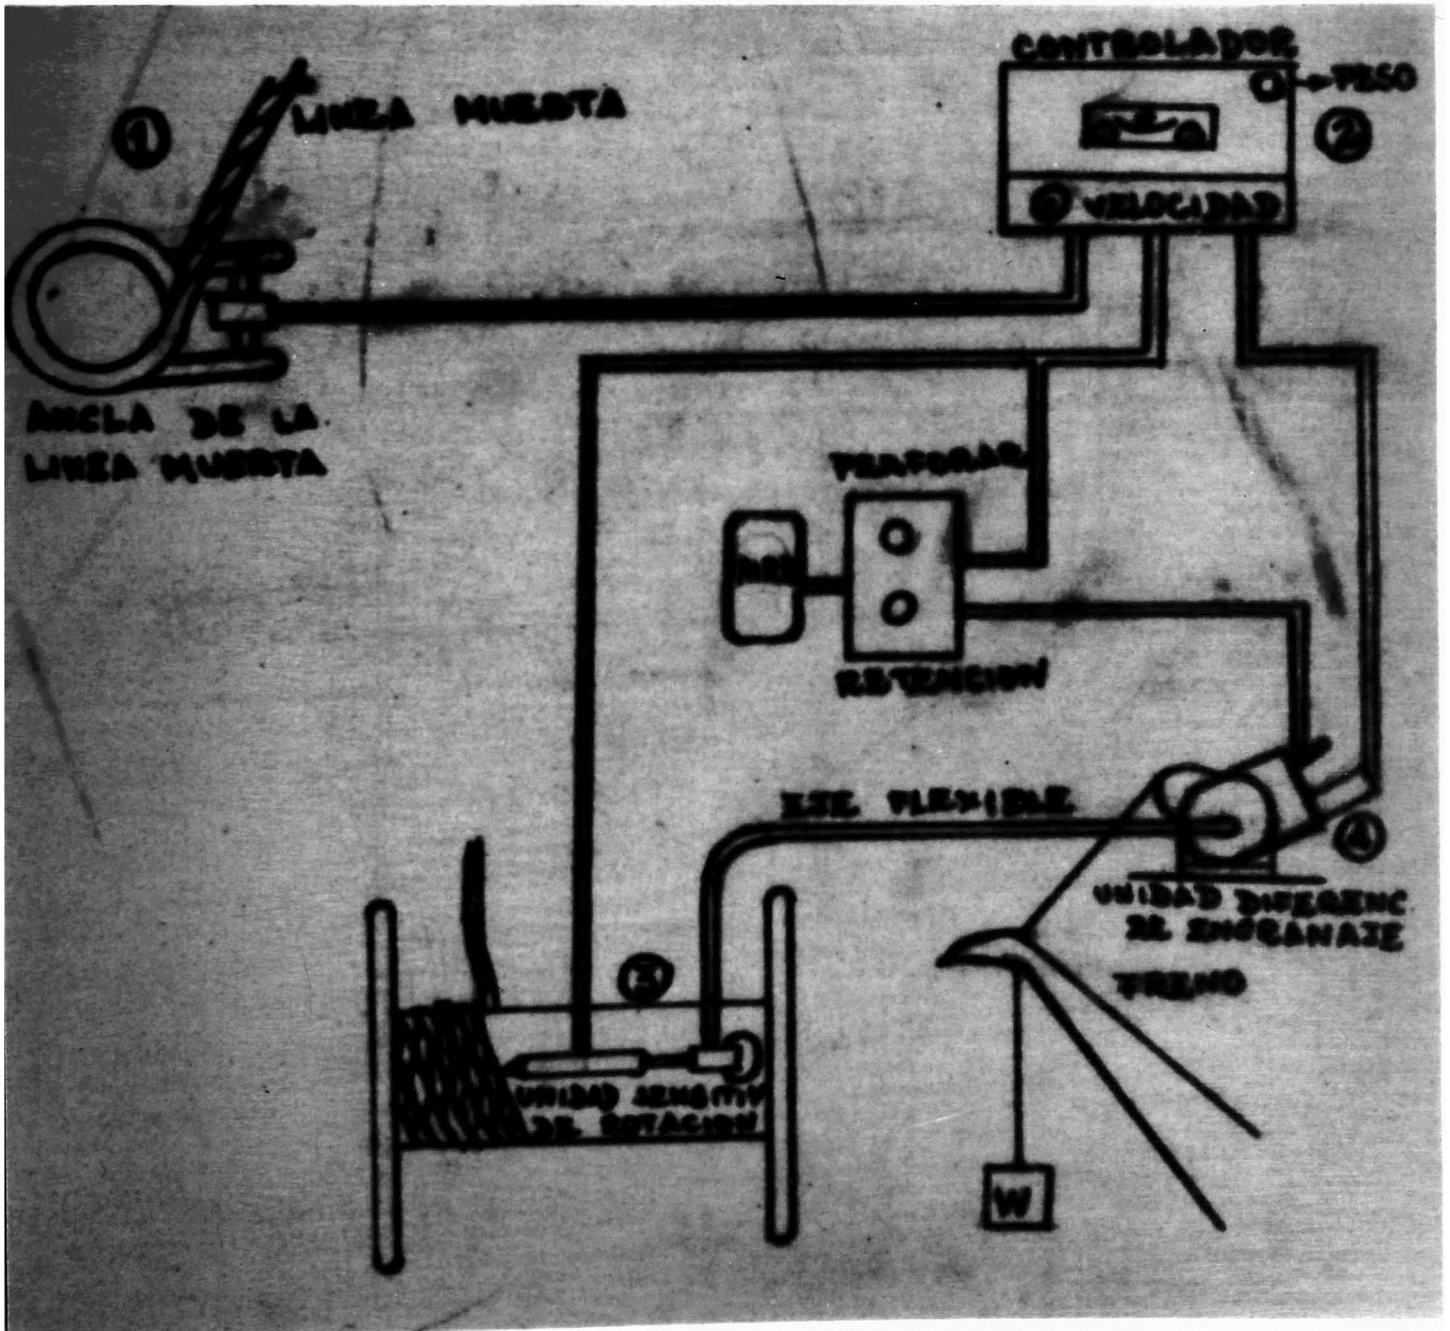 CONTROLADOR
PESO
1
LINEA MUERTA
2
VELOCIDAD
ANCLA DE LA
LINEA MUERTA
PERFORAR
AIRE
RETENCION
EJE FLEXIBLE
4
UNIDAD DIFERENC
DE ENGRANAJE
3
FRENO
UNIDAD SENSITIV
DE ROTACION
W